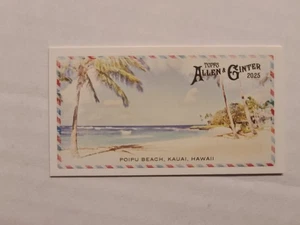 TOPPS
ALLEN & GINTER
2025
POIPU BEACH, KAUAI, HAWAII